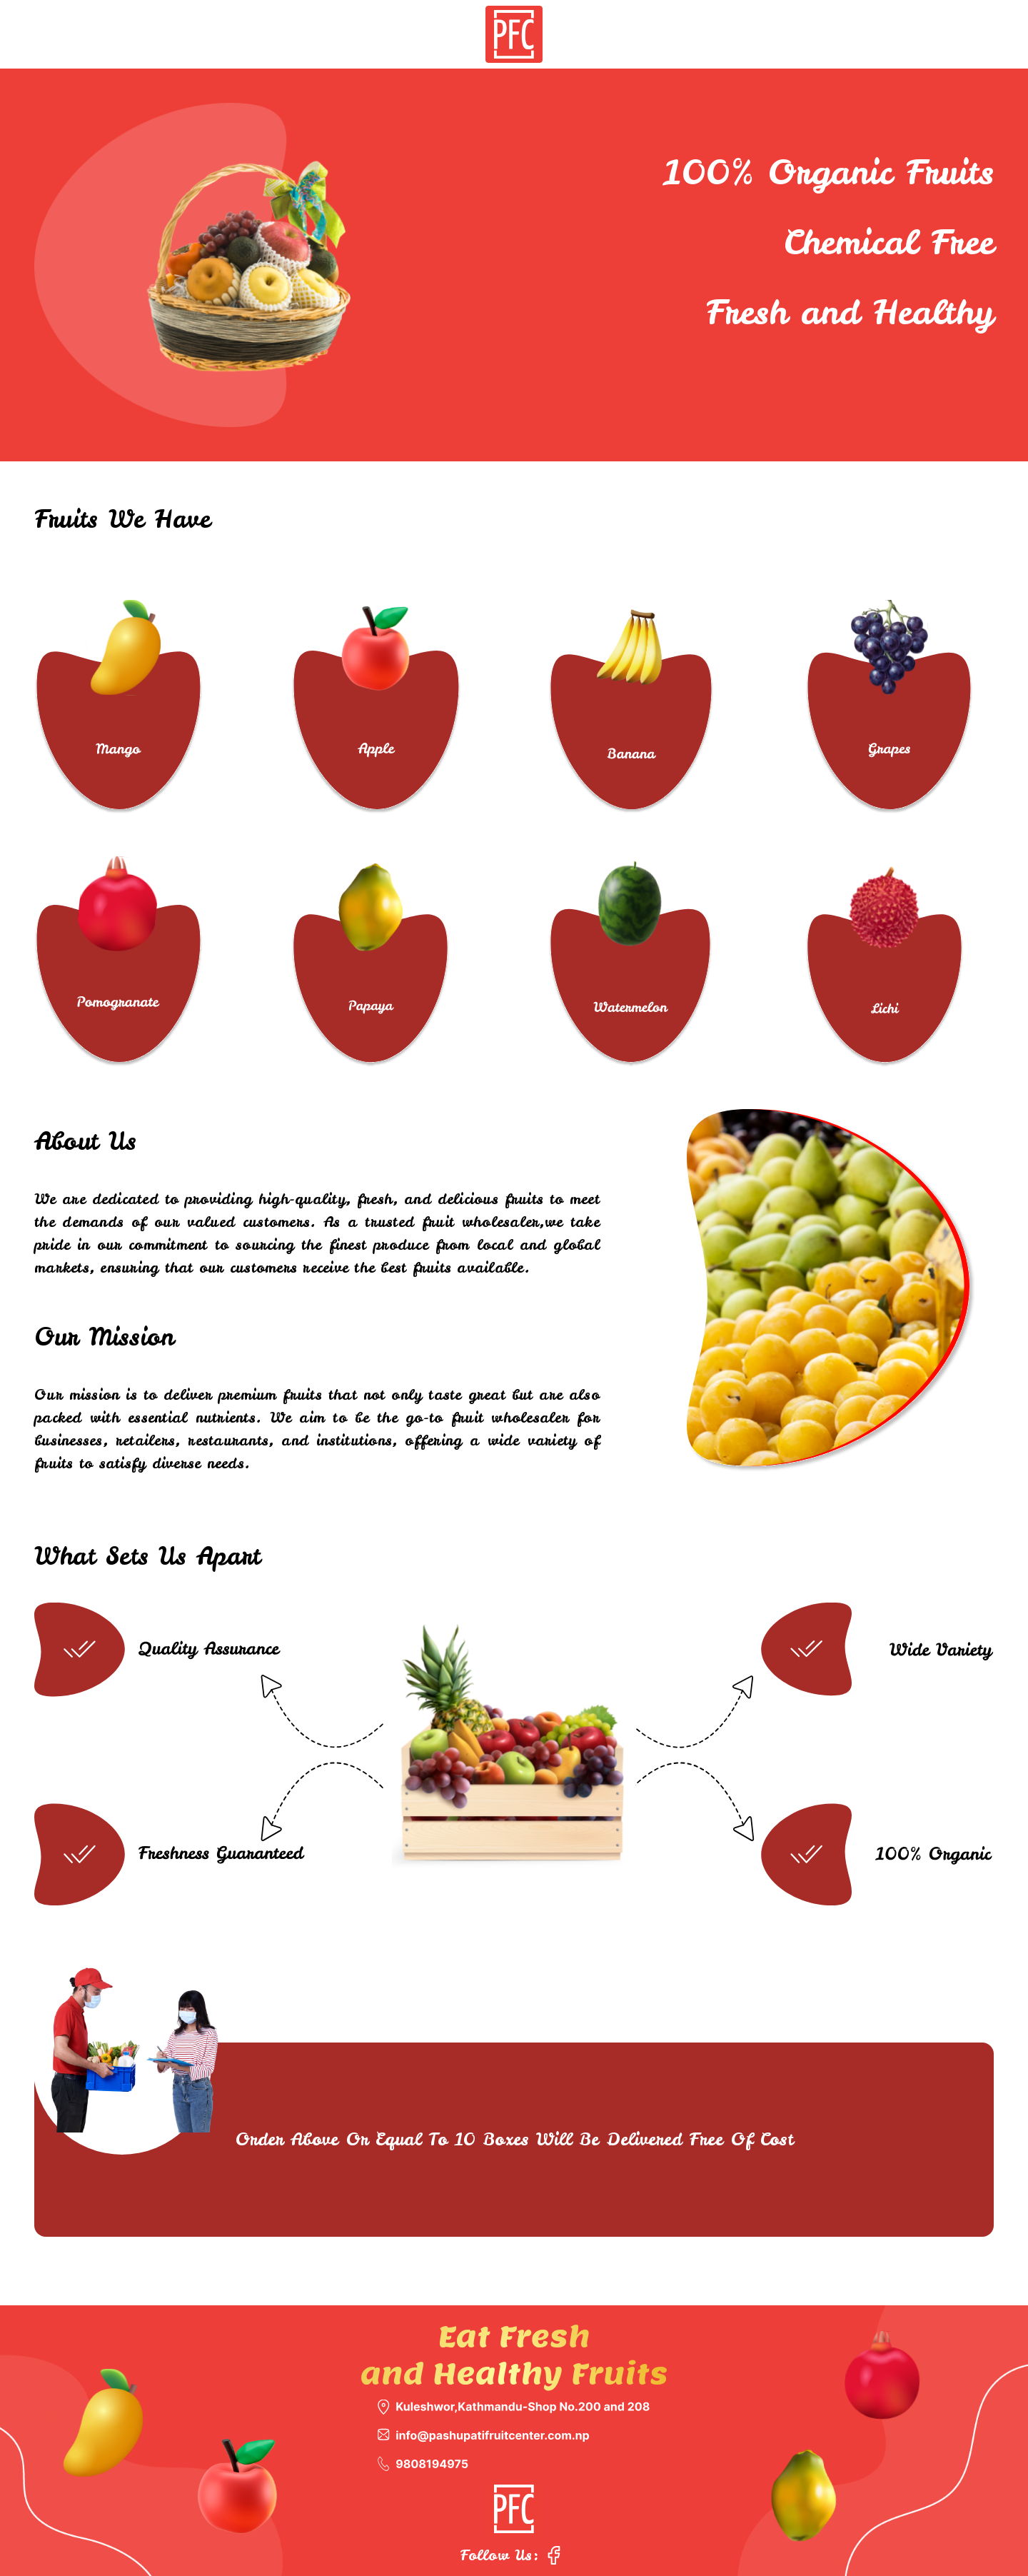 PFC
100% Organic Fruits
Chemical Free
Fresh and Healthy
Fruits We Have
Mango
Apple
Banana
Grapes
Pomogranate
Papaya
Watermelon
Lichi
About Us
We are dedicated to providing high-quality, fresh, and delicious fruits to meet
the demands of our valued customers. As a trusted fruit wholesaler,we take
pride in our commitment to sourcing the finest produce from local and global
markets, ensuring that our customers receive the best fruits available.
Our Mission
Our mission is to deliver premium fruits that not only taste great but are also
packed with essential nutrients. We aim to be the go-to fruit wholesaler for
businesses, retailers, restaurants, and institutions, offering a wide variety of
fruits to satisfy diverse needs.
What Sets Us Apart
Quality Assurance
Wide Variety
Freshness Guaranteed
100% Organic
Order Above Or Equal To 10 Boxes Will Be Delivered Free Of Cost
Eat Fresh
and Healthy Fruits
Kuleshwor,Kathmandu-Shop No.200 and 208
info@pashupatifruitcenter.com.np
9808194975
PFC
Follow Us: